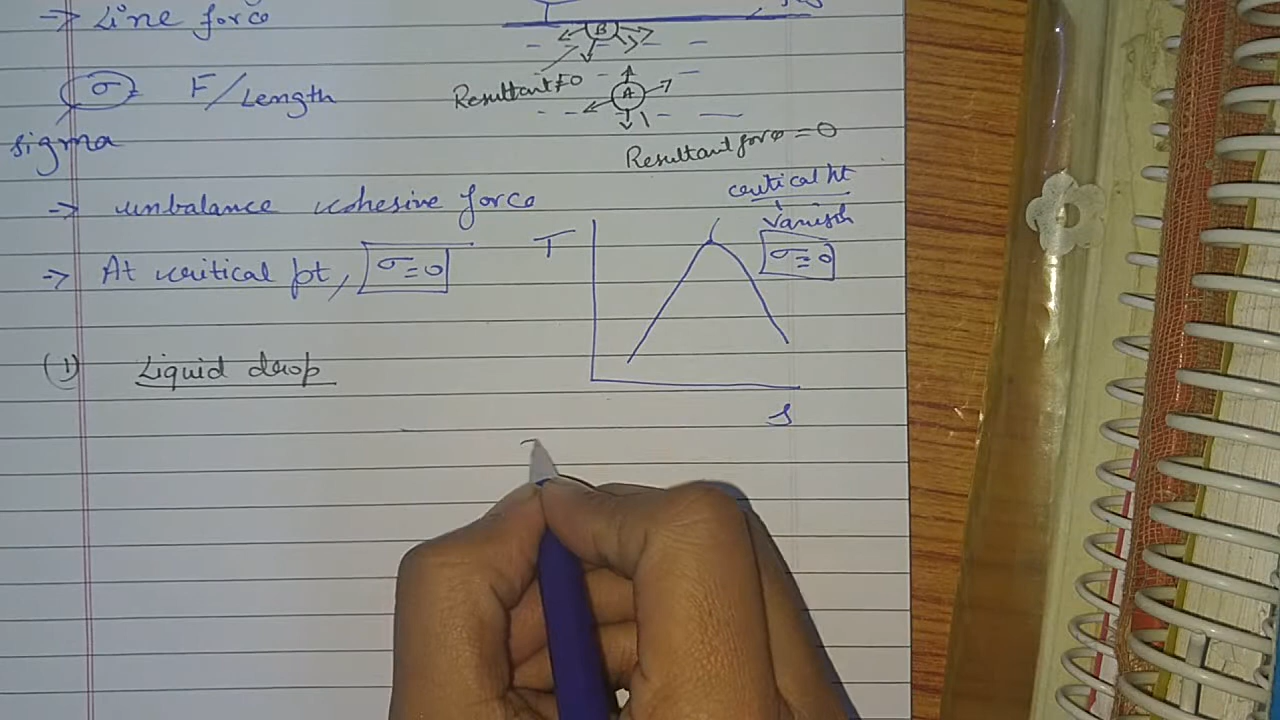 -> Line force
B
σ F/Length
Resultant ≠0
A
sigma
Resultant force = 0
-> unbalance cohesive force
critical pt
Vanish
T
σ=0
-> At critical pt, σ=0
(1) Liquid drop
s